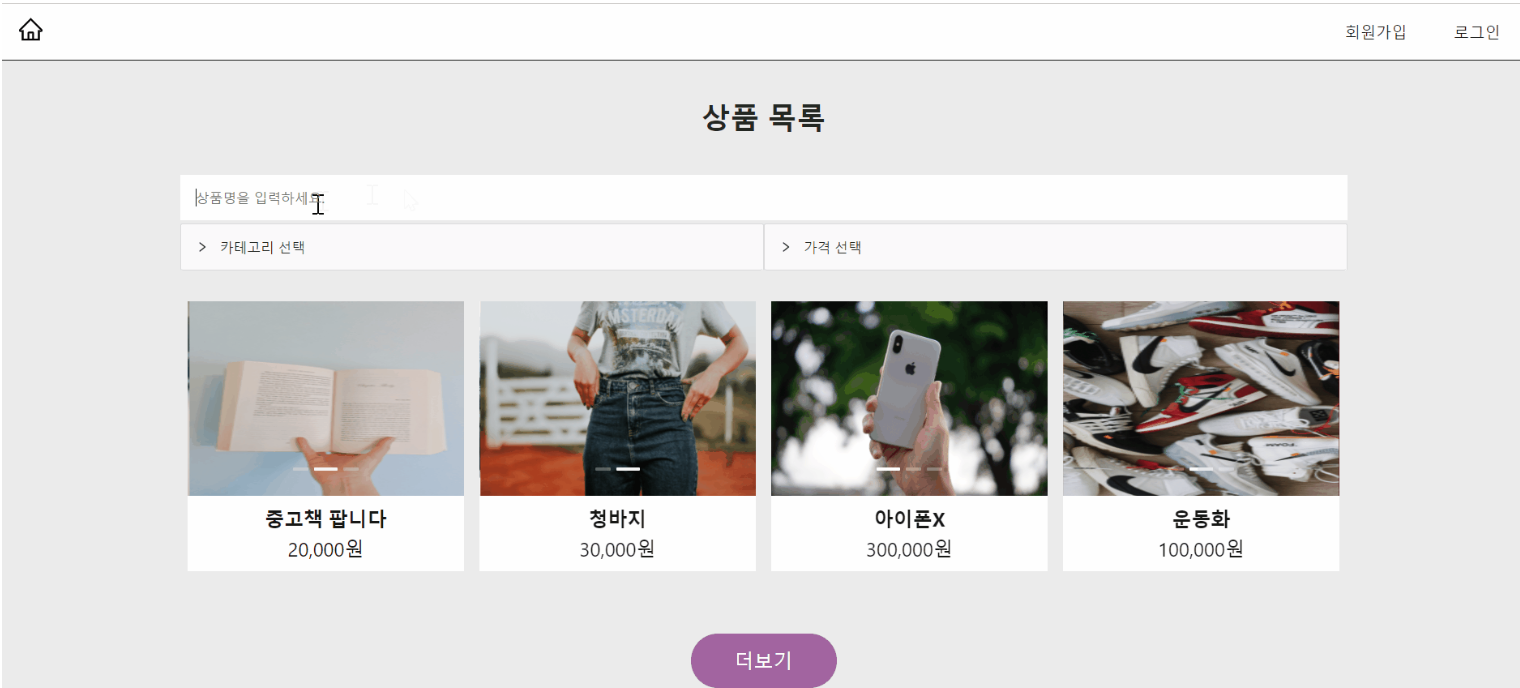 회원가입 로그인
상품 목록
상품명을 입력하세요.
카테고리 선택 가격 선택
AMSTERDAM
중고책 팝니다 청바지 아이폰X 운동화
20,000원 30,000원 300,000원 100,000원
더보기